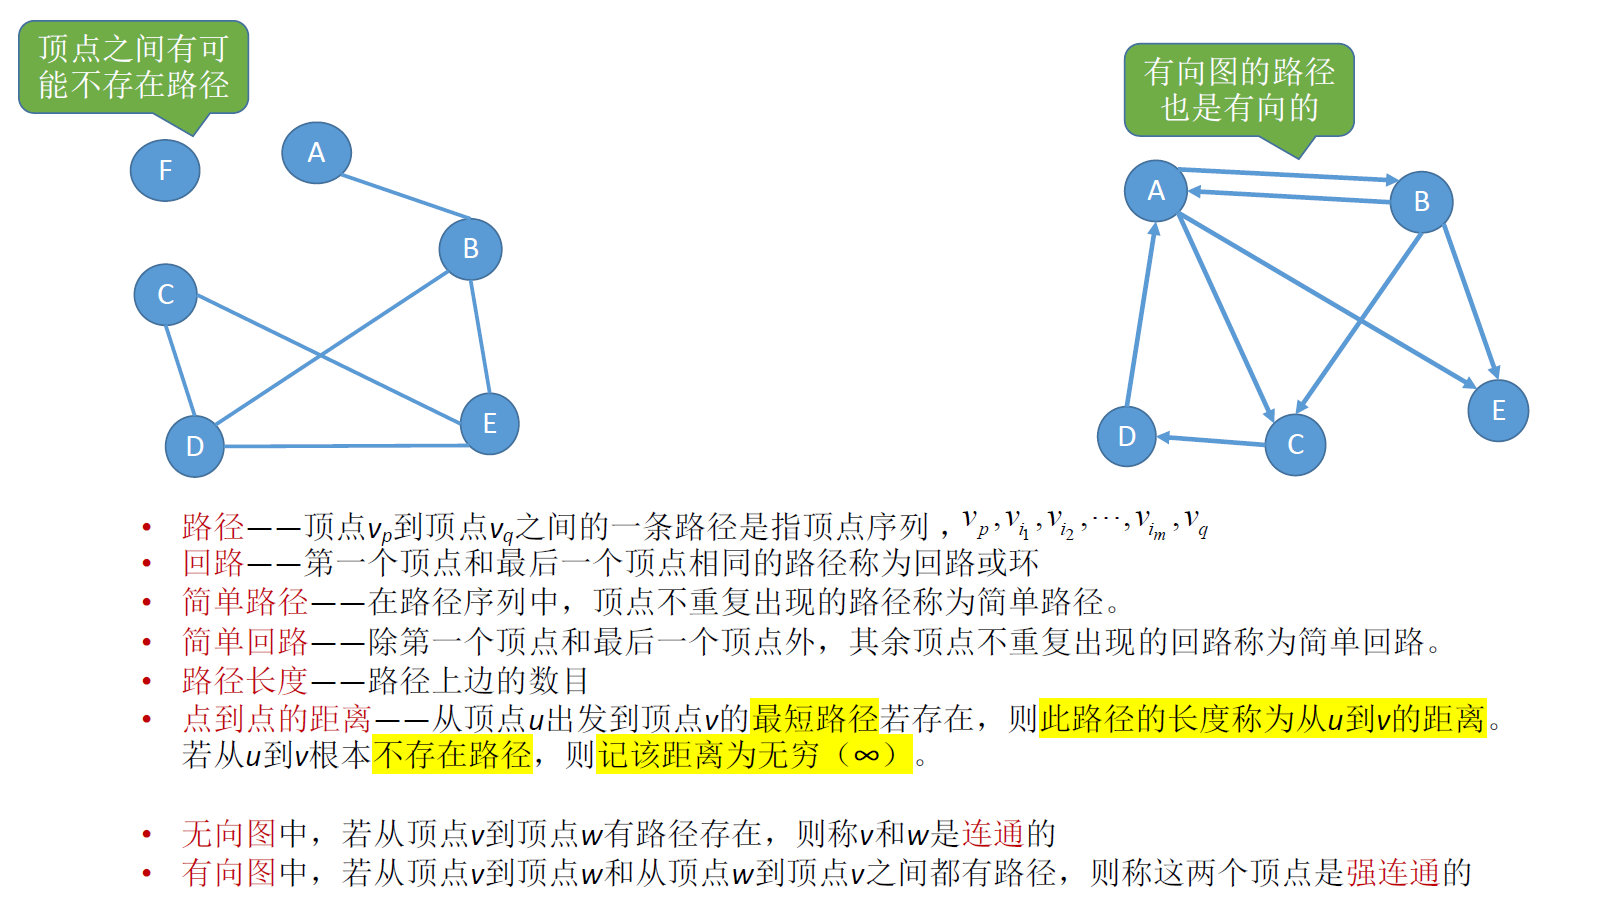 顶点之间有可
能不存在路径
有向图的路径
也是有向的
F
A
B
C
D
E
A
B
C
D
E
• 路径——顶点vp到顶点vq之间的一条路径是指顶点序列，vp,vi1,vi2,⋯,vim,vq
• 回路——第一个顶点和最后一个顶点相同的路径称为回路或环
• 简单路径——在路径序列中，顶点不重复出现的路径称为简单路径。
• 简单回路——除第一个顶点和最后一个顶点外，其余顶点不重复出现的回路称为简单回路。
• 路径长度——路径上边的数目
• 点到点的距离——从顶点u出发到顶点v的最短路径若存在，则此路径的长度称为从u到v的距离。
若从u到v根本不存在路径，则记该距离为无穷（∞）。
• 无向图中，若从顶点v到顶点w有路径存在，则称v和w是连通的
• 有向图中，若从顶点v到顶点w和从顶点w到顶点v之间都有路径，则称这两个顶点是强连通的